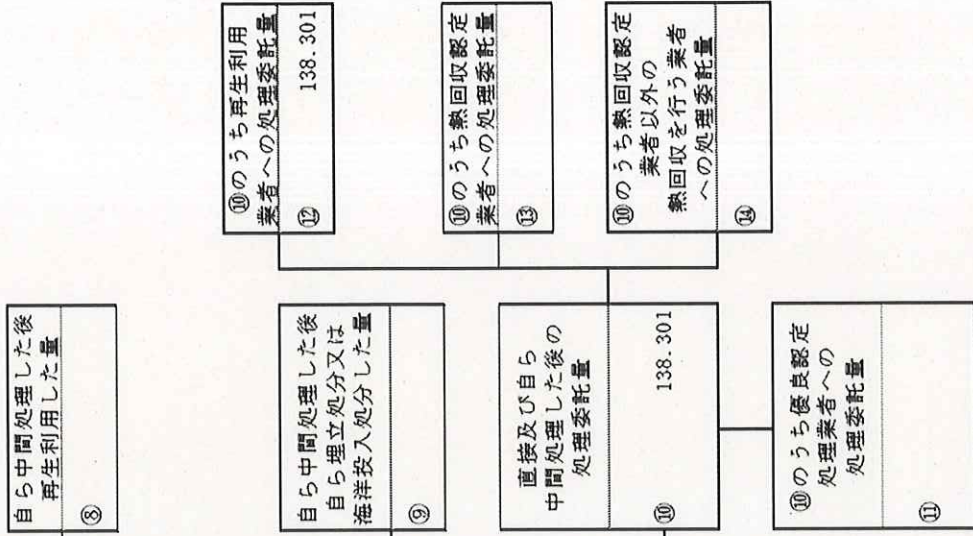 自ら中間処理した後
再生利用した量
⑧
自ら中間処理した後
自ら埋立処分又は
海洋投入処分した量
⑨
直接及び自ら
中間処理した後の
処理委託量
⑩ 138.301
⑩のうち優良認定
処理業者への
処理委託量
⑪
⑩のうち再生利用
業者への処理委託量
⑫ 138.301
⑩のうち熱回収認定
業者への処理委託量
⑬
⑩のうち熱回収認定
業者以外の
熱回収を行う業者
への処理委託量
⑭